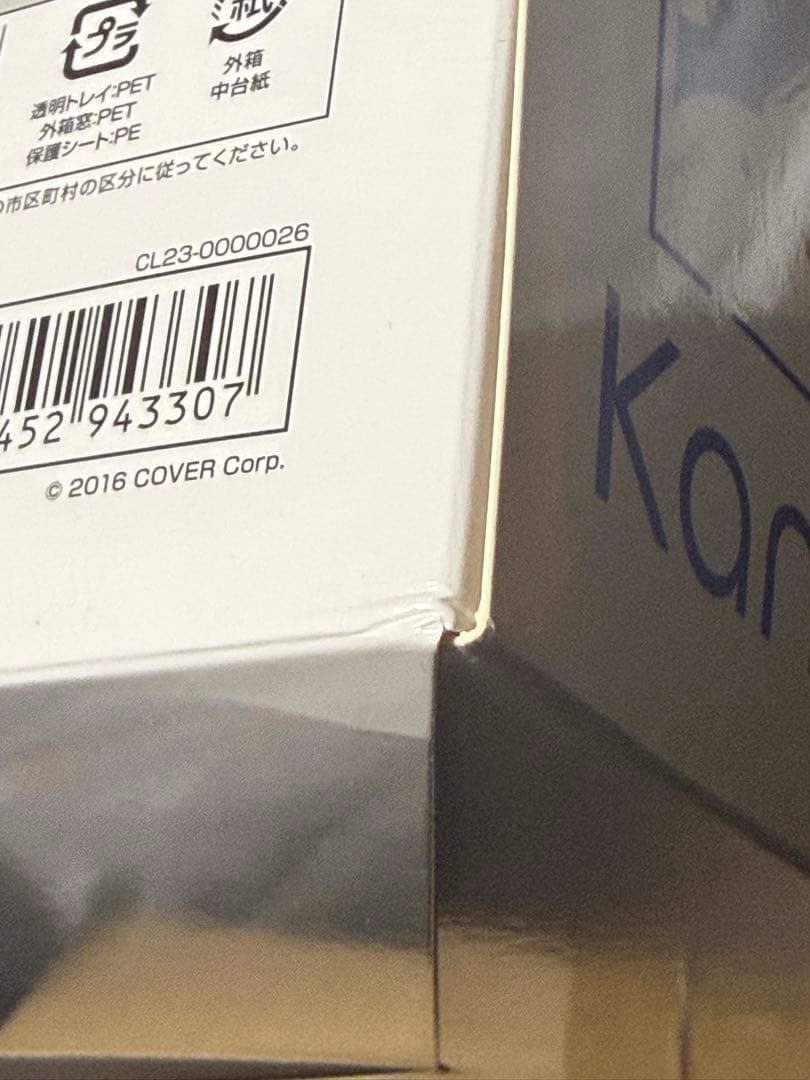 プラ
紙
外箱
中台紙
透明トレイ:PET
外箱窓:PET
保護シート:PE
の市区町村の区分に従ってください。
CL23-0000026
452 943307
© 2016 COVER Corp.
Kan